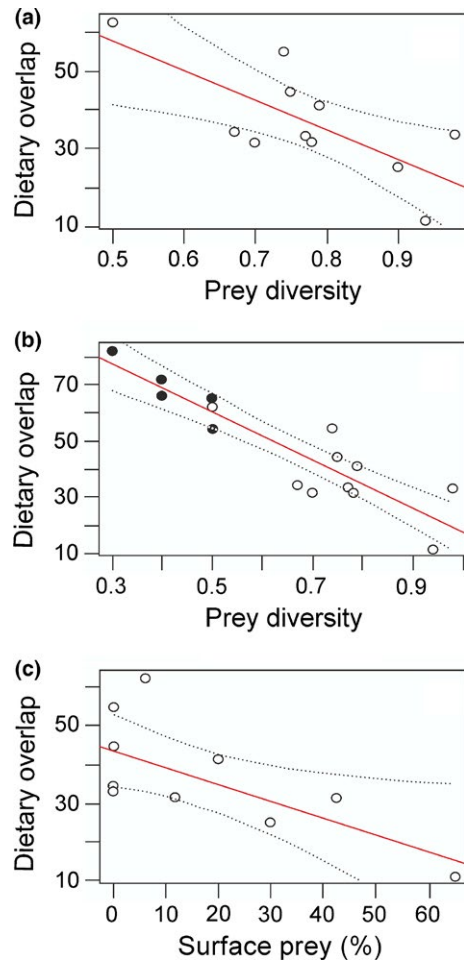 (a)
Dietary overlap
50
30
10
0.5 0.6 0.7 0.8 0.9
Prey diversity
(b)
Dietary overlap
70
50
30
10
0.3 0.5 0.7 0.9
Prey diversity
(c)
Dietary overlap
50
30
10
0 10 20 30 40 50 60
Surface prey (%)